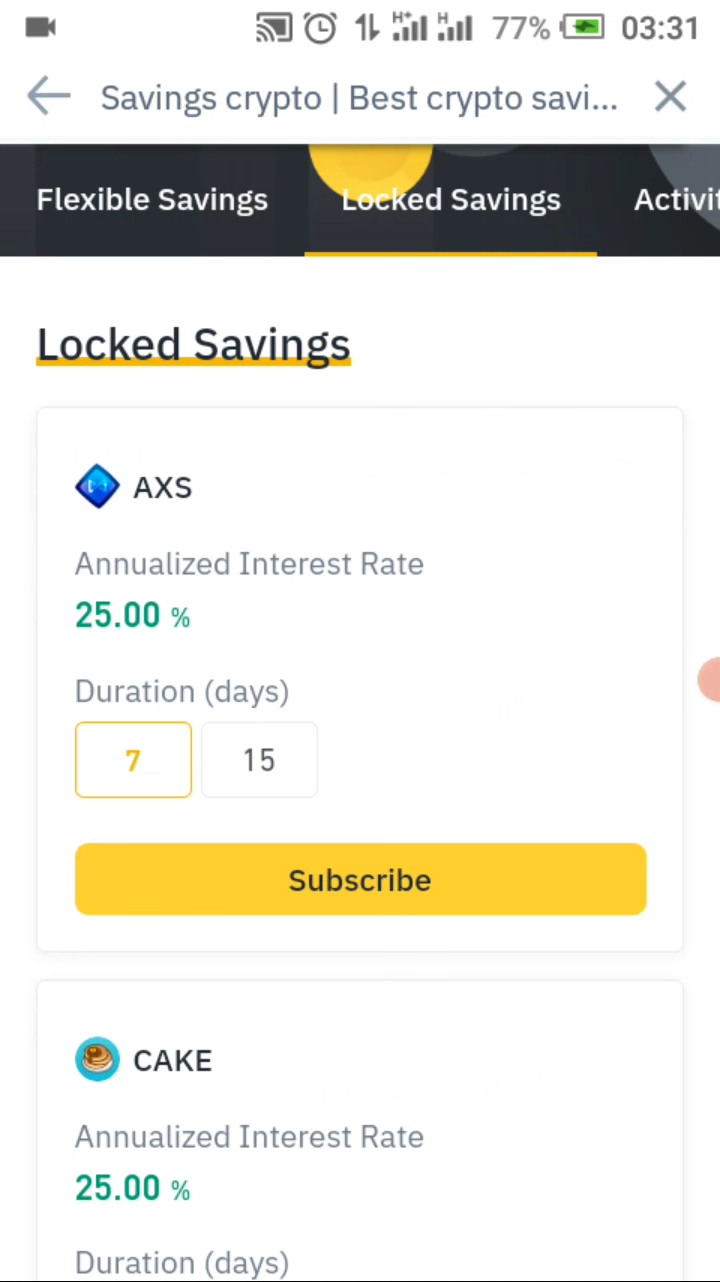 H+ H 77% 03:31
Savings crypto | Best crypto savi...
Flexible Savings Locked Savings Activit
Locked Savings
AXS
Annualized Interest Rate
25.00 %
Duration (days)
7 15
Subscribe
CAKE
Annualized Interest Rate
25.00 %
Duration (days)